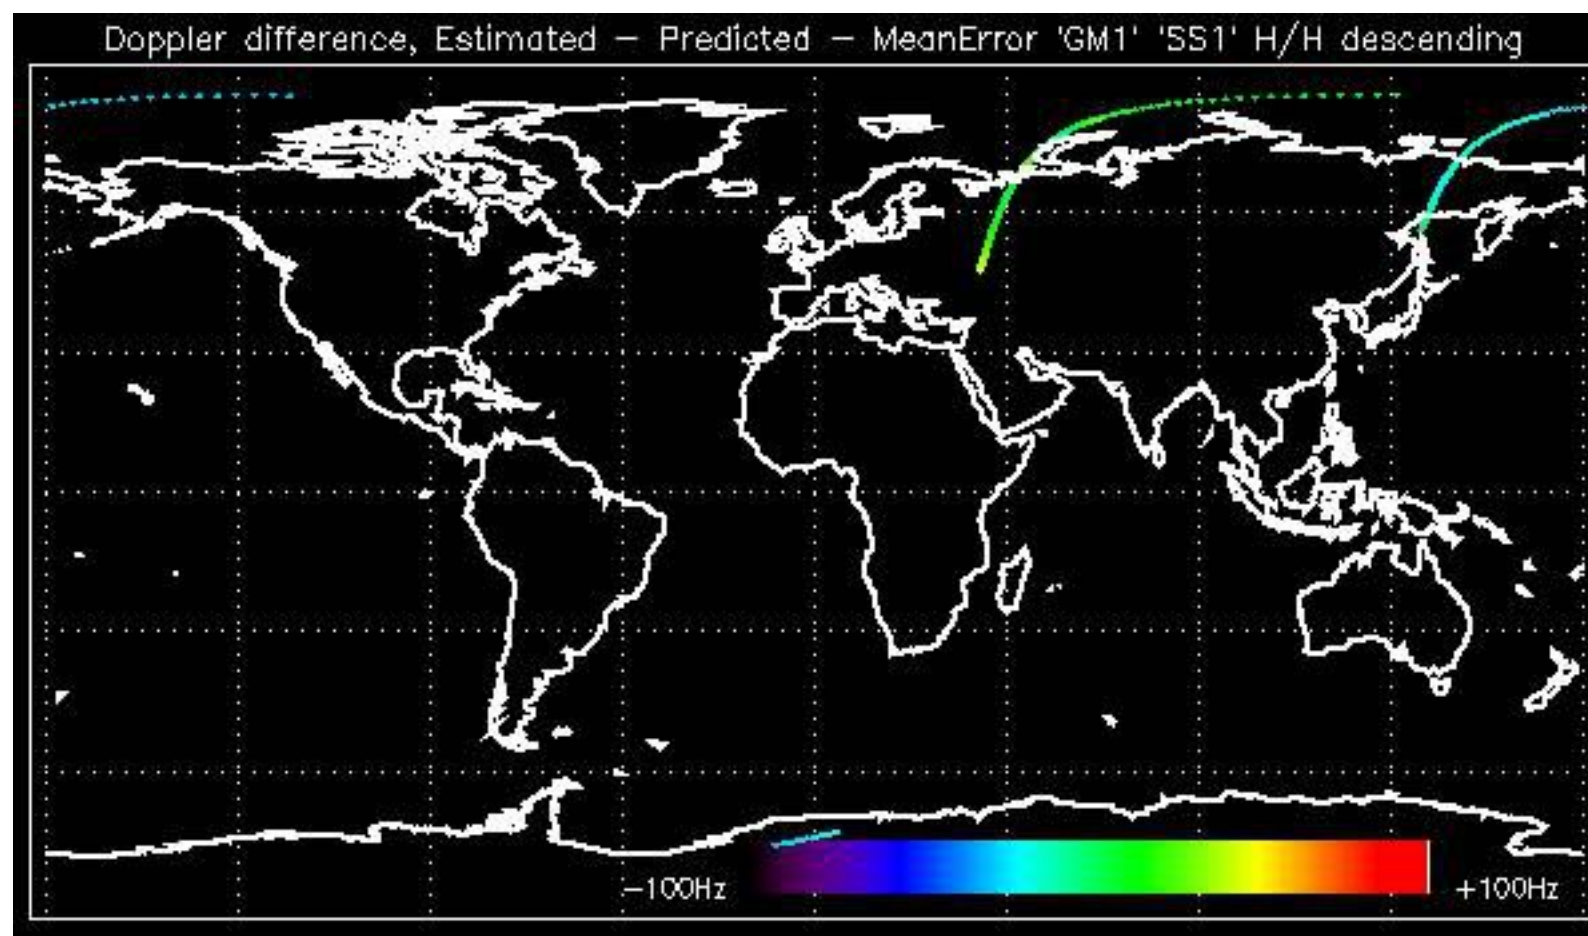 Doppler difference, Estimated — Predicted — MeanError 'GM1' 'SS1' H/H descending
−100Hz
+100Hz